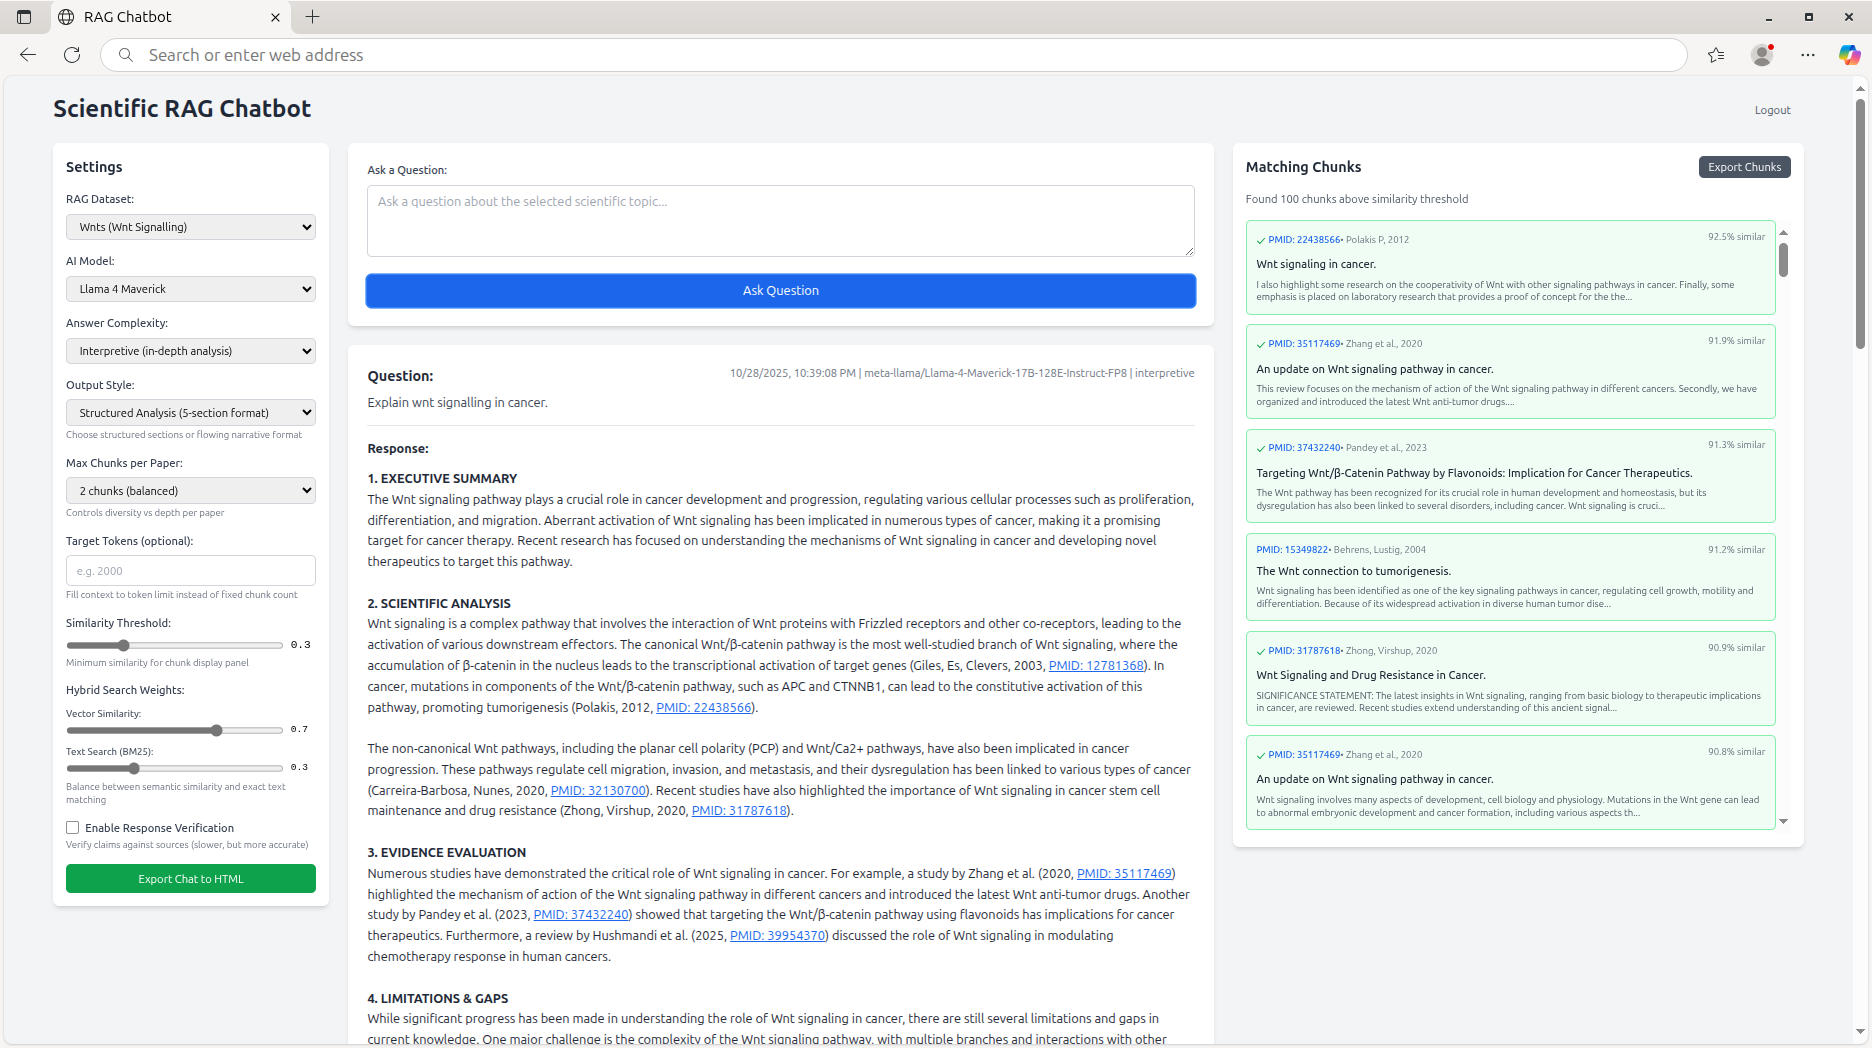 RAG Chatbot
Search or enter web address
Scientific RAG Chatbot
Logout
Settings
RAG Dataset:
Wnts (Wnt Signalling)
AI Model:
Llama 4 Maverick
Answer Complexity:
Interpretive (in-depth analysis)
Output Style:
Structured Analysis (5-section format)
Choose structured sections or flowing narrative format
Max Chunks per Paper:
2 chunks (balanced)
Controls diversity vs depth per paper
Target Tokens (optional):
e.g. 2000
Fill context to token limit instead of fixed chunk count
Similarity Threshold:
0.3
Minimum similarity for chunk display panel
Hybrid Search Weights:
Vector Similarity:
0.7
Text Search (BM25):
0.3
Balance between semantic similarity and exact text
matching
Enable Response Verification
Verify claims against sources (slower, but more accurate)
Export Chat to HTML
Ask a Question:
Ask a question about the selected scientific topic...
Ask Question
Question:
10/28/2025, 10:39:08 PM | meta-llama/Llama-4-Maverick-17B-128E-Instruct-FP8 | interpretive
Explain wnt signalling in cancer.
Response:
1. EXECUTIVE SUMMARY
The Wnt signaling pathway plays a crucial role in cancer development and progression, regulating various cellular processes such as proliferation,
differentiation, and migration. Aberrant activation of Wnt signaling has been implicated in numerous types of cancer, making it a promising
target for cancer therapy. Recent research has focused on understanding the mechanisms of Wnt signaling in cancer and developing novel
therapeutics to target this pathway.
2. SCIENTIFIC ANALYSIS
Wnt signaling is a complex pathway that involves the interaction of Wnt proteins with Frizzled receptors and other co-receptors, leading to the
activation of various downstream effectors. The canonical Wnt/β-catenin pathway is the most well-studied branch of Wnt signaling, where the
accumulation of β-catenin in the nucleus leads to the transcriptional activation of target genes (Giles, Es, Clevers, 2003, PMID: 12781368). In
cancer, mutations in components of the Wnt/β-catenin pathway, such as APC and CTNNB1, can lead to the constitutive activation of this
pathway, promoting tumorigenesis (Polakis, 2012, PMID: 22438566).
The non-canonical Wnt pathways, including the planar cell polarity (PCP) and Wnt/Ca2+ pathways, have also been implicated in cancer
progression. These pathways regulate cell migration, invasion, and metastasis, and their dysregulation has been linked to various types of cancer
(Carreira-Barbosa, Nunes, 2020, PMID: 32130700). Recent studies have also highlighted the importance of Wnt signaling in cancer stem cell
maintenance and drug resistance (Zhong, Virshup, 2020, PMID: 31787618).
3. EVIDENCE EVALUATION
Numerous studies have demonstrated the critical role of Wnt signaling in cancer. For example, a study by Zhang et al. (2020, PMID: 35117469)
highlighted the mechanism of action of the Wnt signaling pathway in different cancers and introduced the latest Wnt anti-tumor drugs. Another
study by Pandey et al. (2023, PMID: 37432240) showed that targeting the Wnt/β-catenin pathway using flavonoids has implications for cancer
therapeutics. Furthermore, a review by Hushmandi et al. (2025, PMID: 39954370) discussed the role of Wnt signaling in modulating
chemotherapy response in human cancers.
4. LIMITATIONS & GAPS
While significant progress has been made in understanding the role of Wnt signaling in cancer, there are still several limitations and gaps in
current knowledge. One major challenge is the complexity of the Wnt signaling pathway, with multiple branches and interactions with other
Matching Chunks
Export Chunks
Found 100 chunks above similarity threshold
✓ PMID: 22438566• Polakis P, 2012
92.5% similar
Wnt signaling in cancer.
I also highlight some research on the cooperativity of Wnt with other signaling pathways in cancer. Finally, some
emphasis is placed on laboratory research that provides a proof of concept for the the...
✓ PMID: 35117469• Zhang et al., 2020
91.9% similar
An update on Wnt signaling pathway in cancer.
This review focuses on the mechanism of action of the Wnt signaling pathway in different cancers. Secondly, we have
organized and introduced the latest Wnt anti-tumor drugs....
✓ PMID: 37432240• Pandey et al., 2023
91.3% similar
Targeting Wnt/β-Catenin Pathway by Flavonoids: Implication for Cancer Therapeutics.
The Wnt pathway has been recognized for its crucial role in human development and homeostasis, but its
dysregulation has also been linked to several disorders, including cancer. Wnt signaling is cruci...
PMID: 15349822• Behrens, Lustig, 2004
91.2% similar
The Wnt connection to tumorigenesis.
Wnt signaling has been identified as one of the key signaling pathways in cancer, regulating cell growth, motility and
differentiation. Because of its widespread activation in diverse human tumor dise...
✓ PMID: 31787618• Zhong, Virshup, 2020
90.9% similar
Wnt Signaling and Drug Resistance in Cancer.
SIGNIFICANCE STATEMENT: The latest insights in Wnt signaling, ranging from basic biology to therapeutic implications
in cancer, are reviewed. Recent studies extend understanding of this ancient signal...
✓ PMID: 35117469• Zhang et al., 2020
90.8% similar
An update on Wnt signaling pathway in cancer.
Wnt signaling involves many aspects of development, cell biology and physiology. Mutations in the Wnt gene can lead
to abnormal embryonic development and cancer formation, including various aspects th...